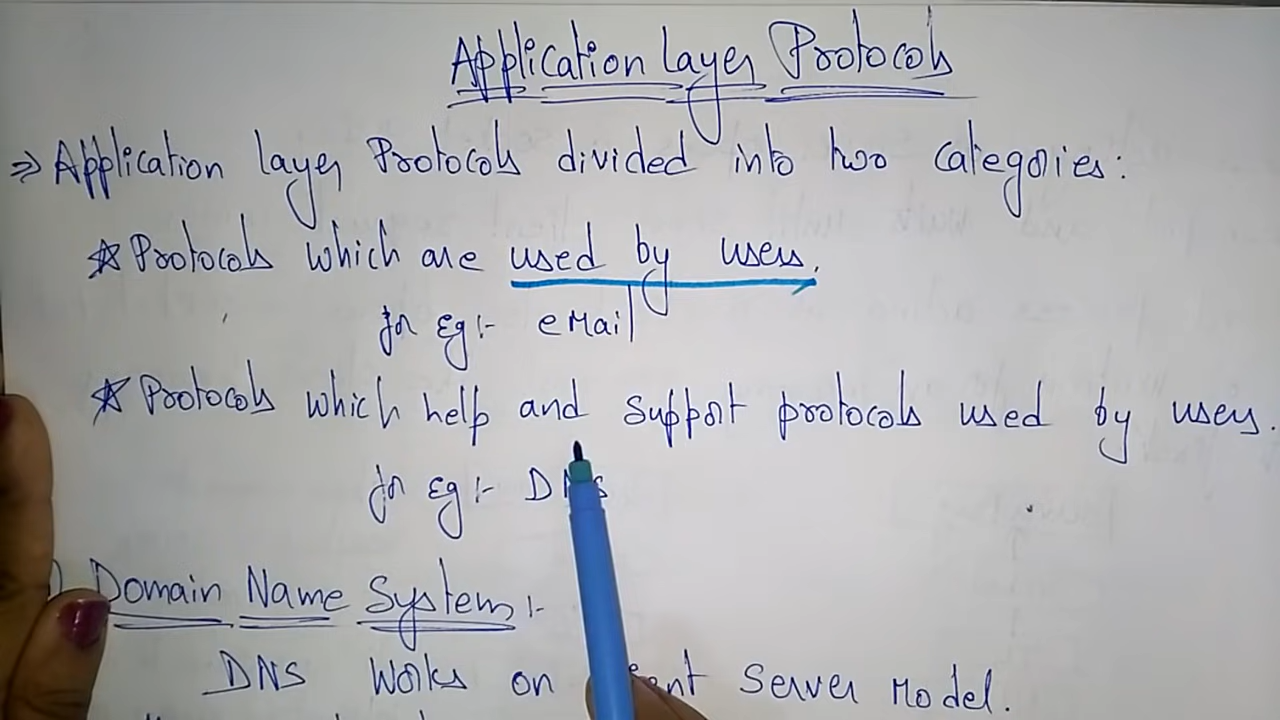 Application Layer Protocols
⇒ Application layer Protocols divided into two categories:
☆ Protocols which are used by users.
for eg:- eMail
☆ Protocols which help and support protocols used by users.
for eg:- DNS
) Domain Name System:-
DNS works on Server Model.